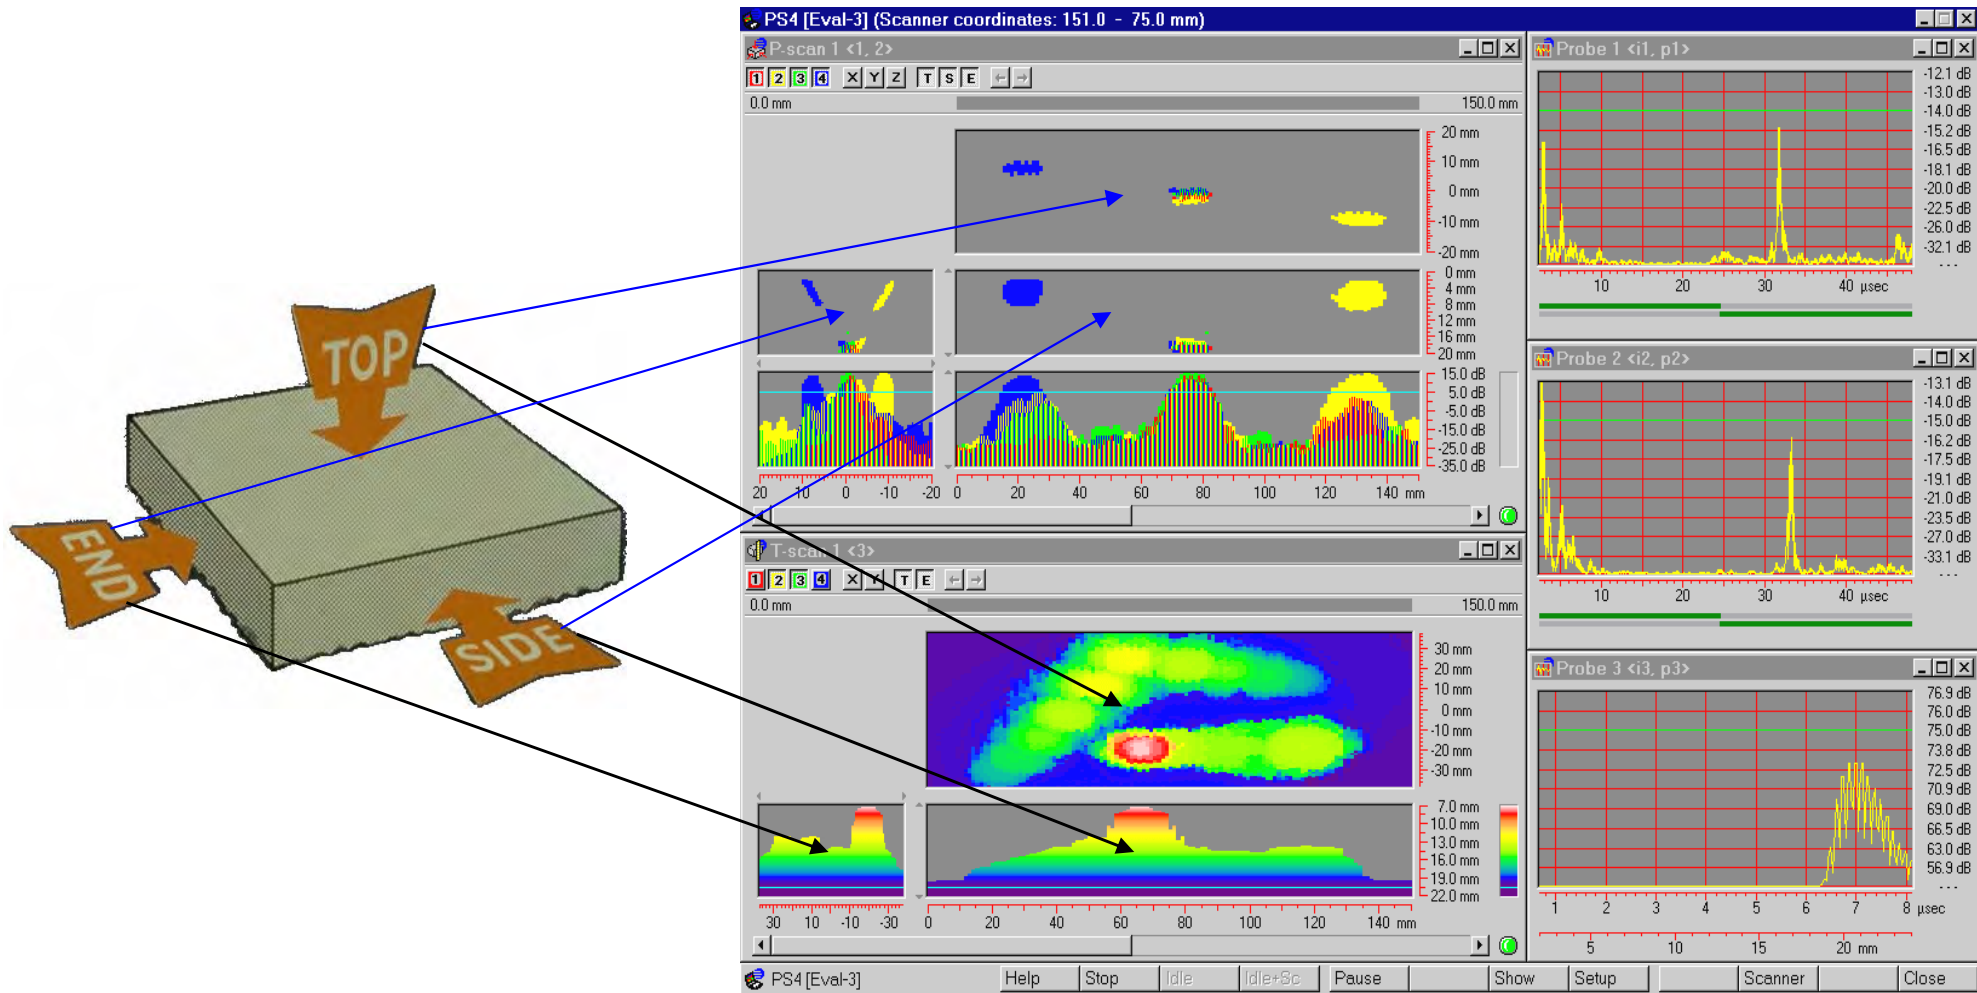 TOP
END
SIDE
PS4 [Eval-3] (Scanner coordinates: 151.0 - 75.0 mm)
P-scan 1 <1, 2>
1 2 3 4 X Y Z T S E
0.0 mm 150.0 mm
20 mm
10 mm
0 mm
-10 mm
-20 mm
0 mm
4 mm
8 mm
12 mm
16 mm
20 mm
15.0 dB
5.0 dB
-5.0 dB
-15.0 dB
-25.0 dB
-35.0 dB
20 10 0 -10 -20 0 20 40 60 80 100 120 140 mm
T-scan 1 <3>
1 2 3 4 X Y T E
0.0 mm 150.0 mm
30 mm
20 mm
10 mm
0 mm
-10 mm
-20 mm
-30 mm
7.0 mm
10.0 mm
13.0 mm
16.0 mm
19.0 mm
22.0 mm
30 10 -10 -30 0 20 40 60 80 100 120 140 mm
Probe 1 <i1, p1>
-12.1 dB
-13.0 dB
-14.0 dB
-15.2 dB
-16.5 dB
-18.1 dB
-20.0 dB
-22.5 dB
-26.0 dB
-32.1 dB
- - -
10 20 30 40 µsec
Probe 2 <i2, p2>
-13.1 dB
-14.0 dB
-15.0 dB
-16.2 dB
-17.5 dB
-19.1 dB
-21.0 dB
-23.5 dB
-27.0 dB
-33.1 dB
- - -
10 20 30 40 µsec
Probe 3 <i3, p3>
76.9 dB
76.0 dB
75.0 dB
73.8 dB
72.5 dB
70.9 dB
69.0 dB
66.5 dB
63.0 dB
56.9 dB
- - -
1 2 3 4 5 6 7 8 µsec
5 10 15 20 mm
PS4 [Eval-3] Help Stop Idle Idle+Sc Pause Show Setup Scanner Close